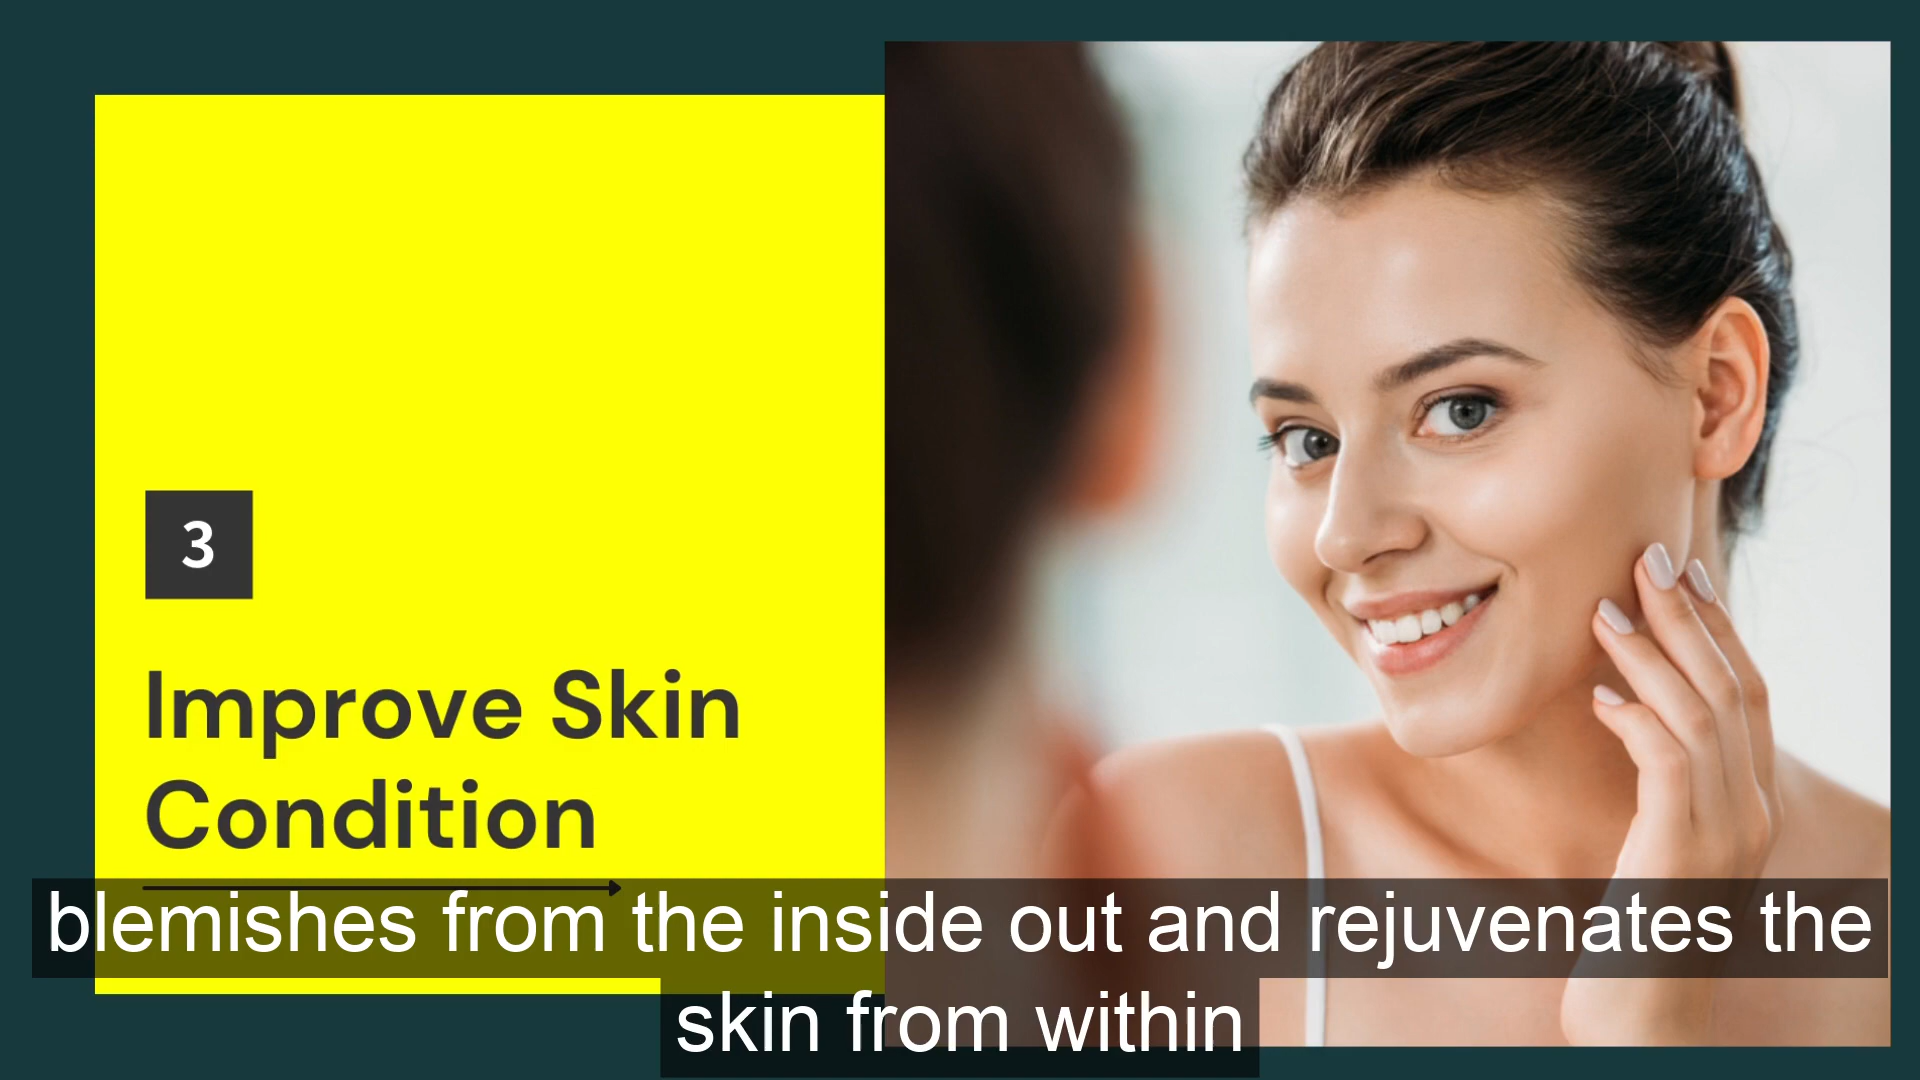 3
Improve Skin
Condition
blemishes from the inside out and rejuvenates the
skin from within